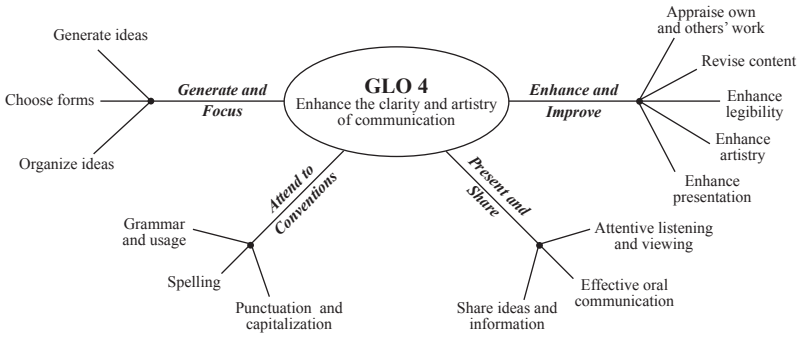 GLO 4
Enhance the clarity and artistry
of communication
Generate and
Focus
Generate ideas
Choose forms
Organize ideas
Enhance and
Improve
Appraise own
and others' work
Revise content
Enhance
legibility
Enhance
artistry
Enhance
presentation
Attend to
Conventions
Grammar
and usage
Spelling
Punctuation and
capitalization
Present and
Share
Attentive listening
and viewing
Effective oral
communication
Share ideas and
information